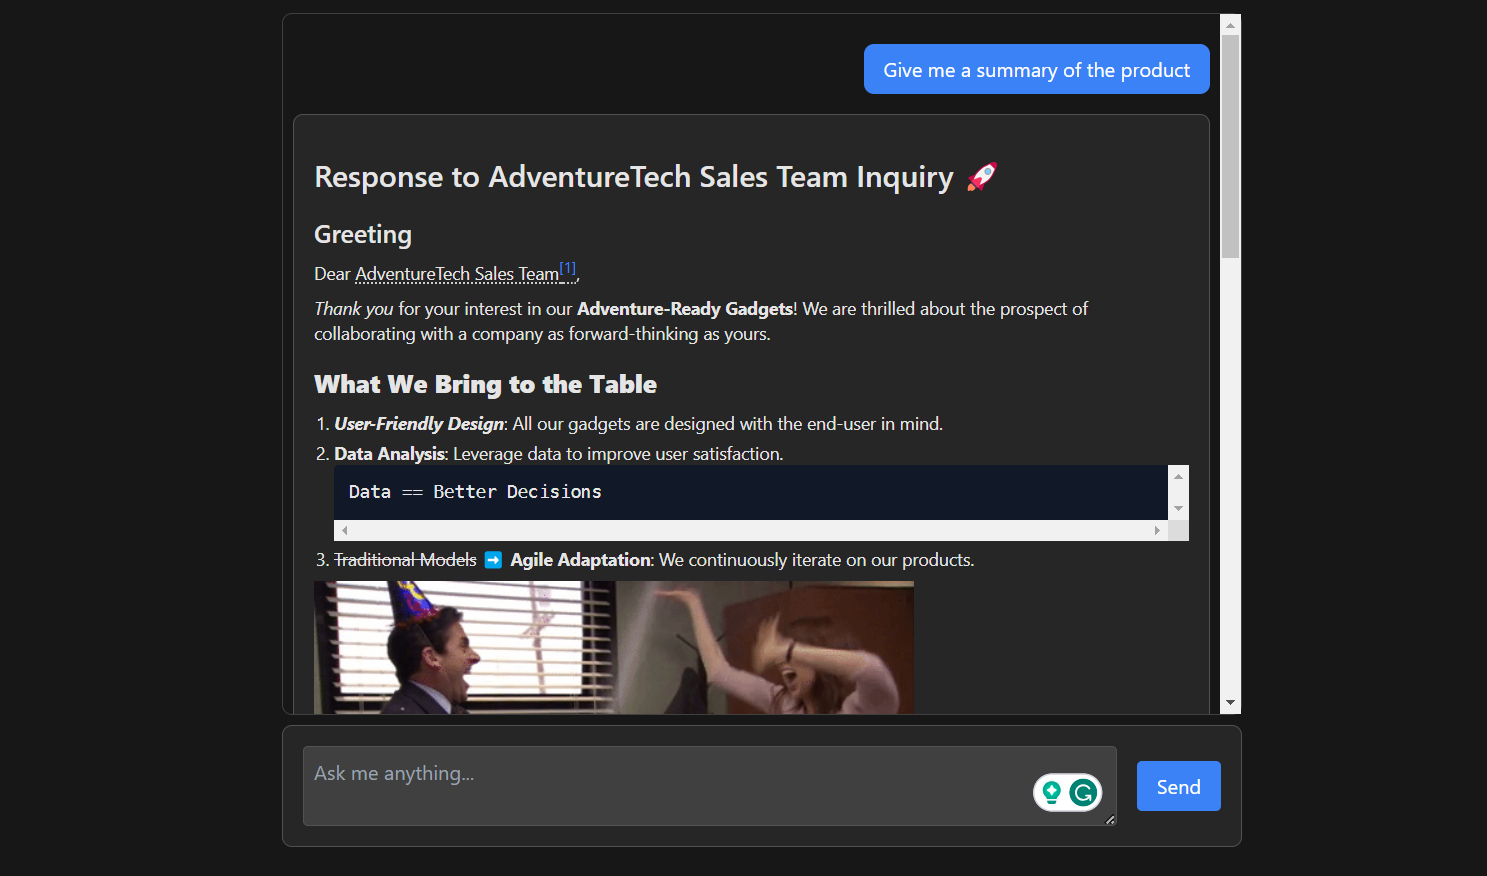 Give me a summary of the product
Response to AdventureTech Sales Team Inquiry 🚀
Greeting
Dear AdventureTech Sales Team[1],
Thank you for your interest in our Adventure-Ready Gadgets! We are thrilled about the prospect of
collaborating with a company as forward-thinking as yours.
What We Bring to the Table
1. User-Friendly Design: All our gadgets are designed with the end-user in mind.
2. Data Analysis: Leverage data to improve user satisfaction.
Data == Better Decisions
3. Traditional Models ➡️ Agile Adaptation: We continuously iterate on our products.
Ask me anything...
Send